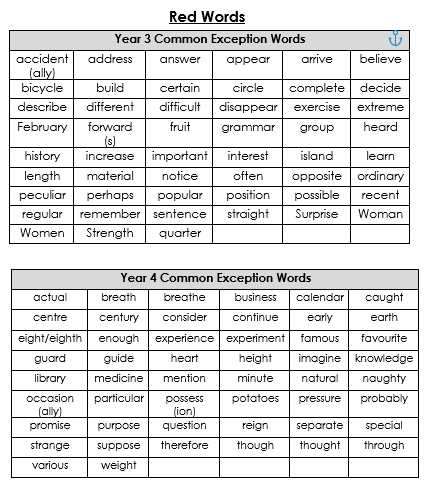 Red Words
Year 3 Common Exception Words
accident (ally) address answer appear arrive believe
bicycle build certain circle complete decide
describe different difficult disappear exercise extreme
February forward (s) fruit grammar group heard
history increase important interest island learn
length material notice often opposite ordinary
peculiar perhaps popular position possible recent
regular remember sentence straight Surprise Woman
Women Strength quarter
Year 4 Common Exception Words
actual breath breathe business calendar caught
centre century consider continue early earth
eight/eighth enough experience experiment famous favourite
guard guide heart height imagine knowledge
library medicine mention minute natural naughty
occasion (ally) particular possess (ion) potatoes pressure probably
promise purpose question reign separate special
strange suppose therefore though thought through
various weight